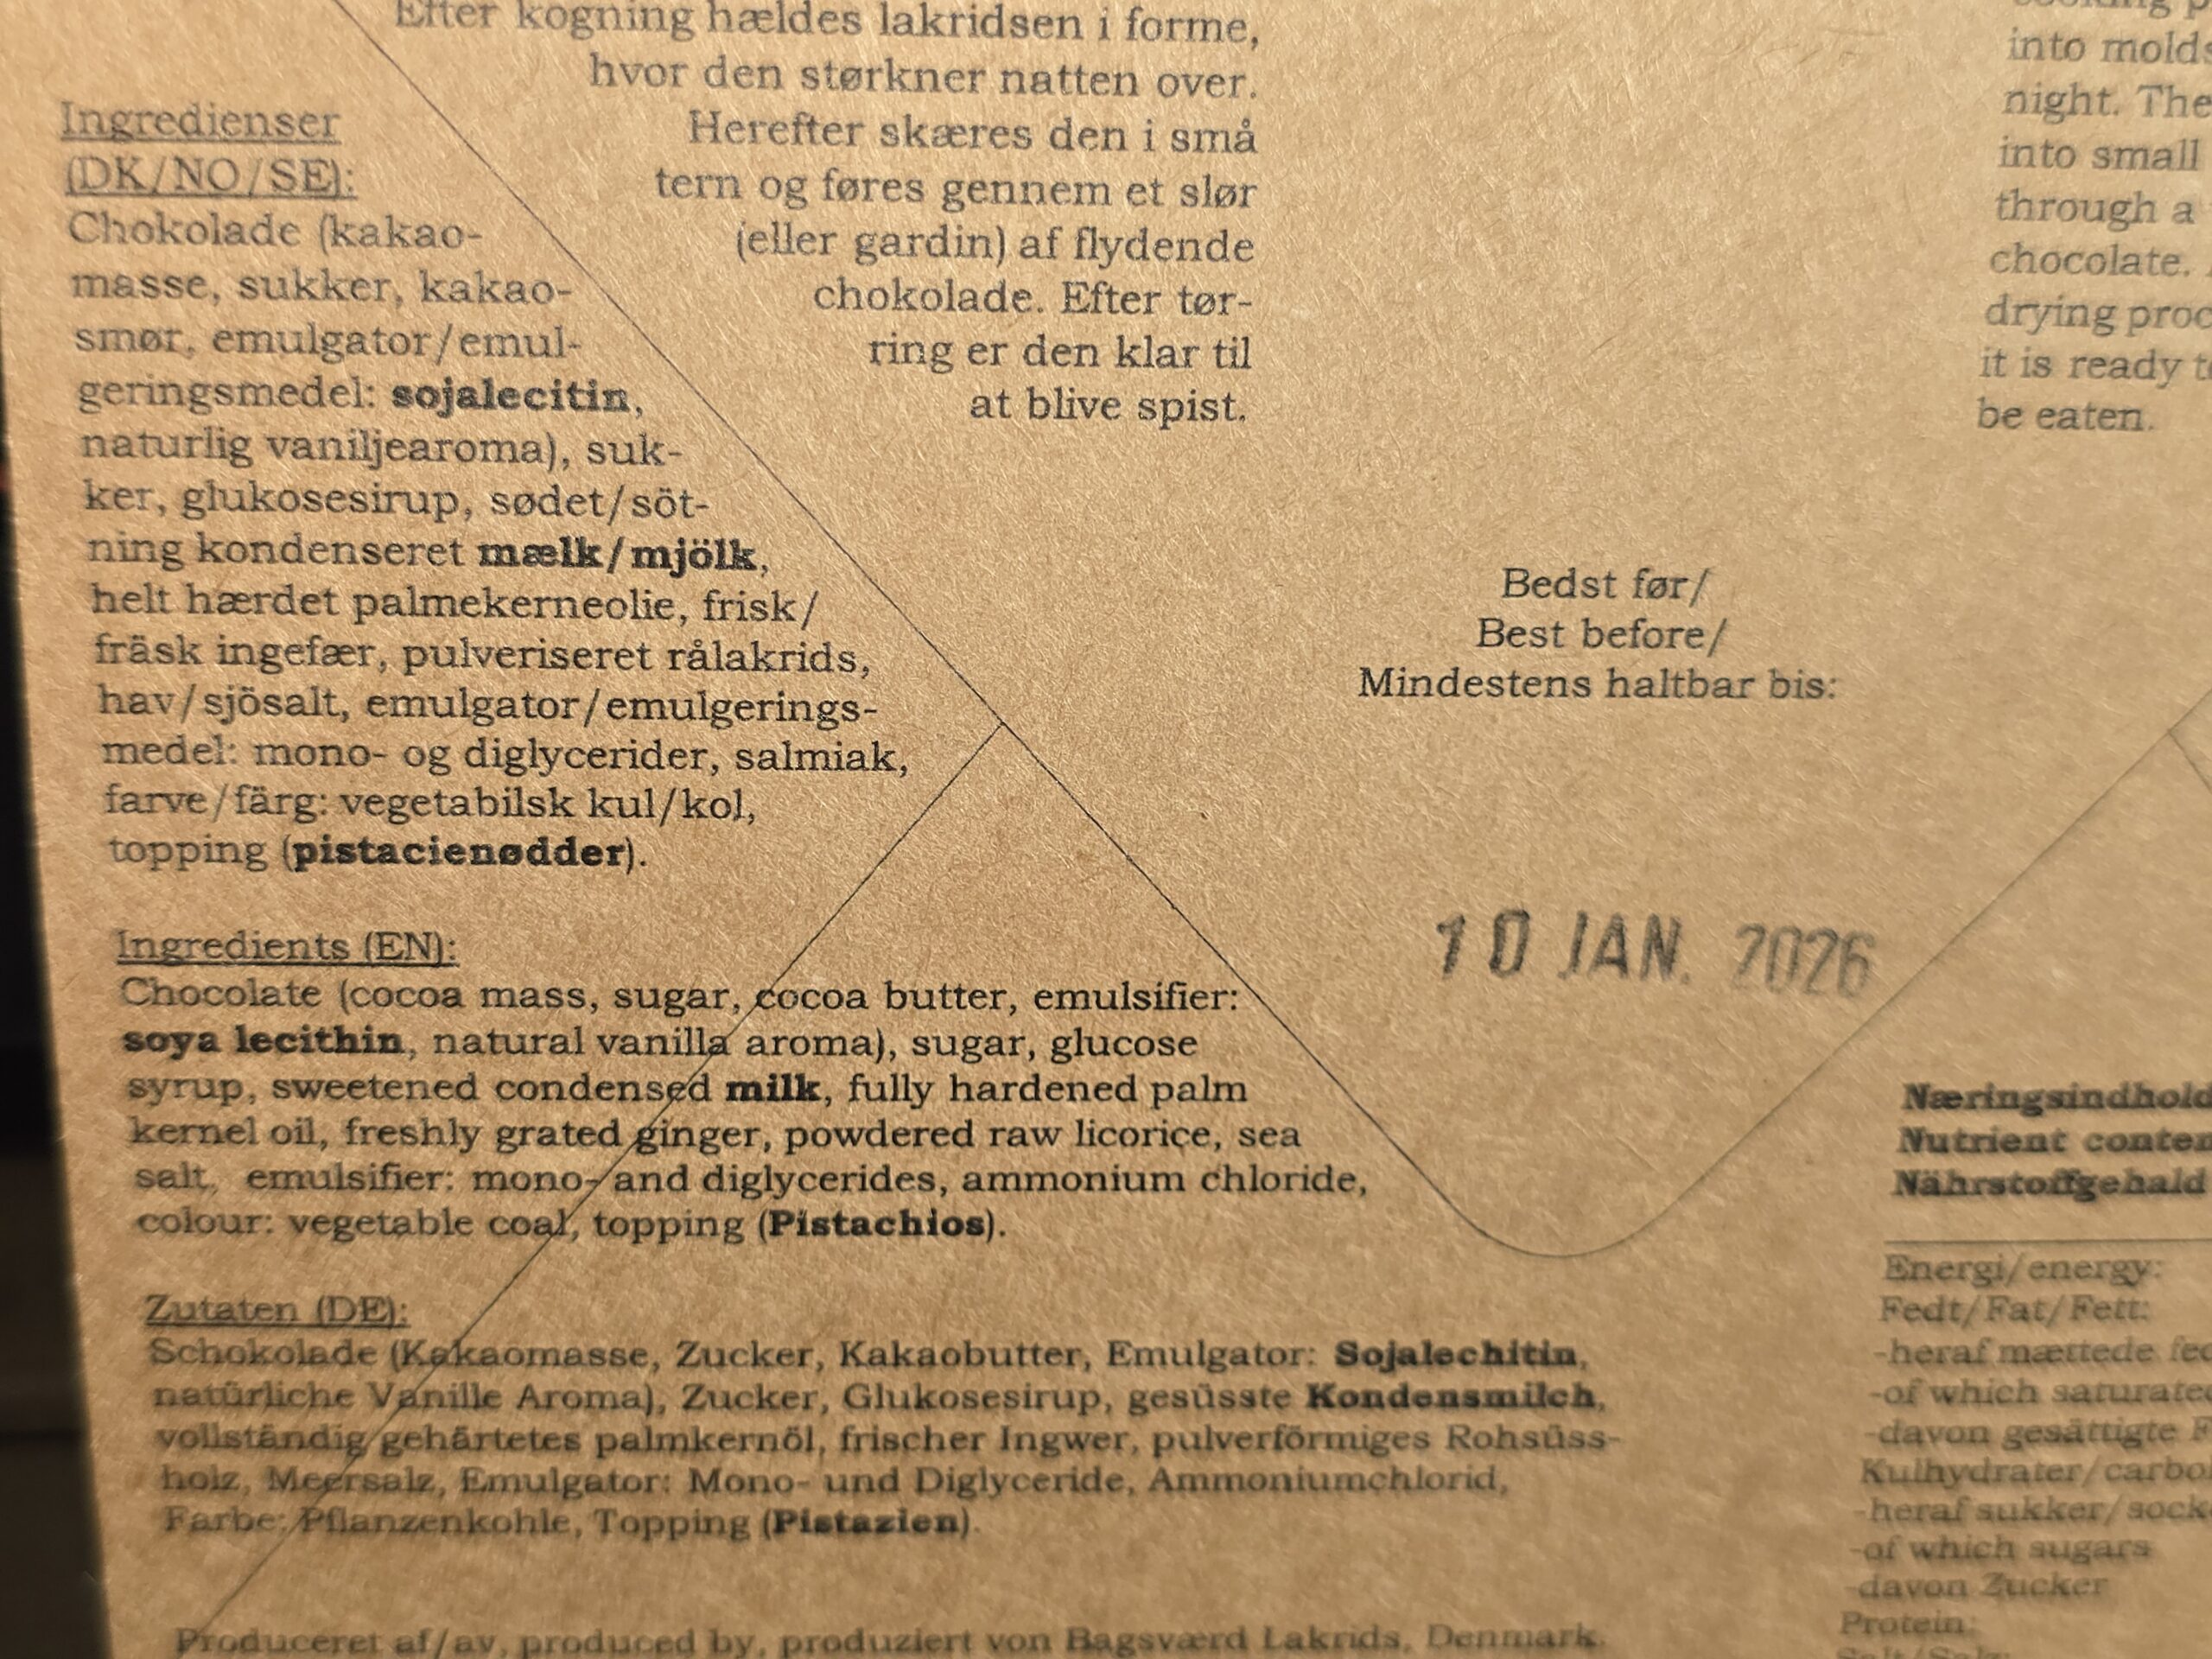 Efter kogning hældes lakridsen i forme,
hvor den størkner natten over.
Herefter skæres den i små
tern og føres gennem et slør
(eller gardin) af flydende
chokolade. Efter tør-
ring er den klar til
at blive spist.
into molds
night. The
into small
through a
chocolate.
drying
it is ready
be eaten.
Ingredienser
(DK/NO/SE):
Chokolade (kakao-
masse, sukker, kakao-
smør, emulgator/emul-
geringsmedel: sojalecitin,
naturlig vaniljearoma), suk-
ker, glukosesirup, sødet/söt-
ning kondenseret mælk/mjölk,
helt hærdet palmekerneolie, frisk/
fräsk ingefær, pulveriseret rålakrids,
hav/sjösalt, emulgator/emulgerings-
medel: mono- og diglycerider, salmiak,
farve/färg: vegetabilsk kul/kol,
topping (pistacienødder).
Bedst før/
Best before/
Mindestens haltbar bis:
10 JAN. 2026
Ingredients (EN):
Chocolate (cocoa mass, sugar, cocoa butter, emulsifier:
soya lecithin, natural vanilla aroma), sugar, glucose
syrup, sweetened condensed milk, fully hardened palm
kernel oil, freshly grated ginger, powdered raw licorice, sea
salt, emulsifier: mono- and diglycerides, ammonium chloride,
colour: vegetable coal, topping (Pistachios).
Zutaten (DE):
Schokolade (Kakaomasse, Zucker, Kakaobutter, Emulgator: Sojalechitin,
natürliche Vanille Aroma), Zucker, Glukosesirup, gesüsste Kondensmilch,
vollständig gehärtetes palmkernöl, frischer Ingwer, pulverförmiges Rohsüss-
holz, Meersalz, Emulgator: Mono- und Diglyceride, Ammoniumchlorid,
Farbe: Pflanzenkohle, Topping (Pistazien).
Produceret af/av, produced by, produziert von Bagsværd Lakrids, Denmark.
Næringsindhold
Nutrient
Nährstoffgehald
Energi/energy:
Fedt/Fat/Fett:
-heraf mættede
-of which
-davon gesättigte
Kulhydrater/
-heraf sukker/
-of which sugars
-davon Zucker
Protein: